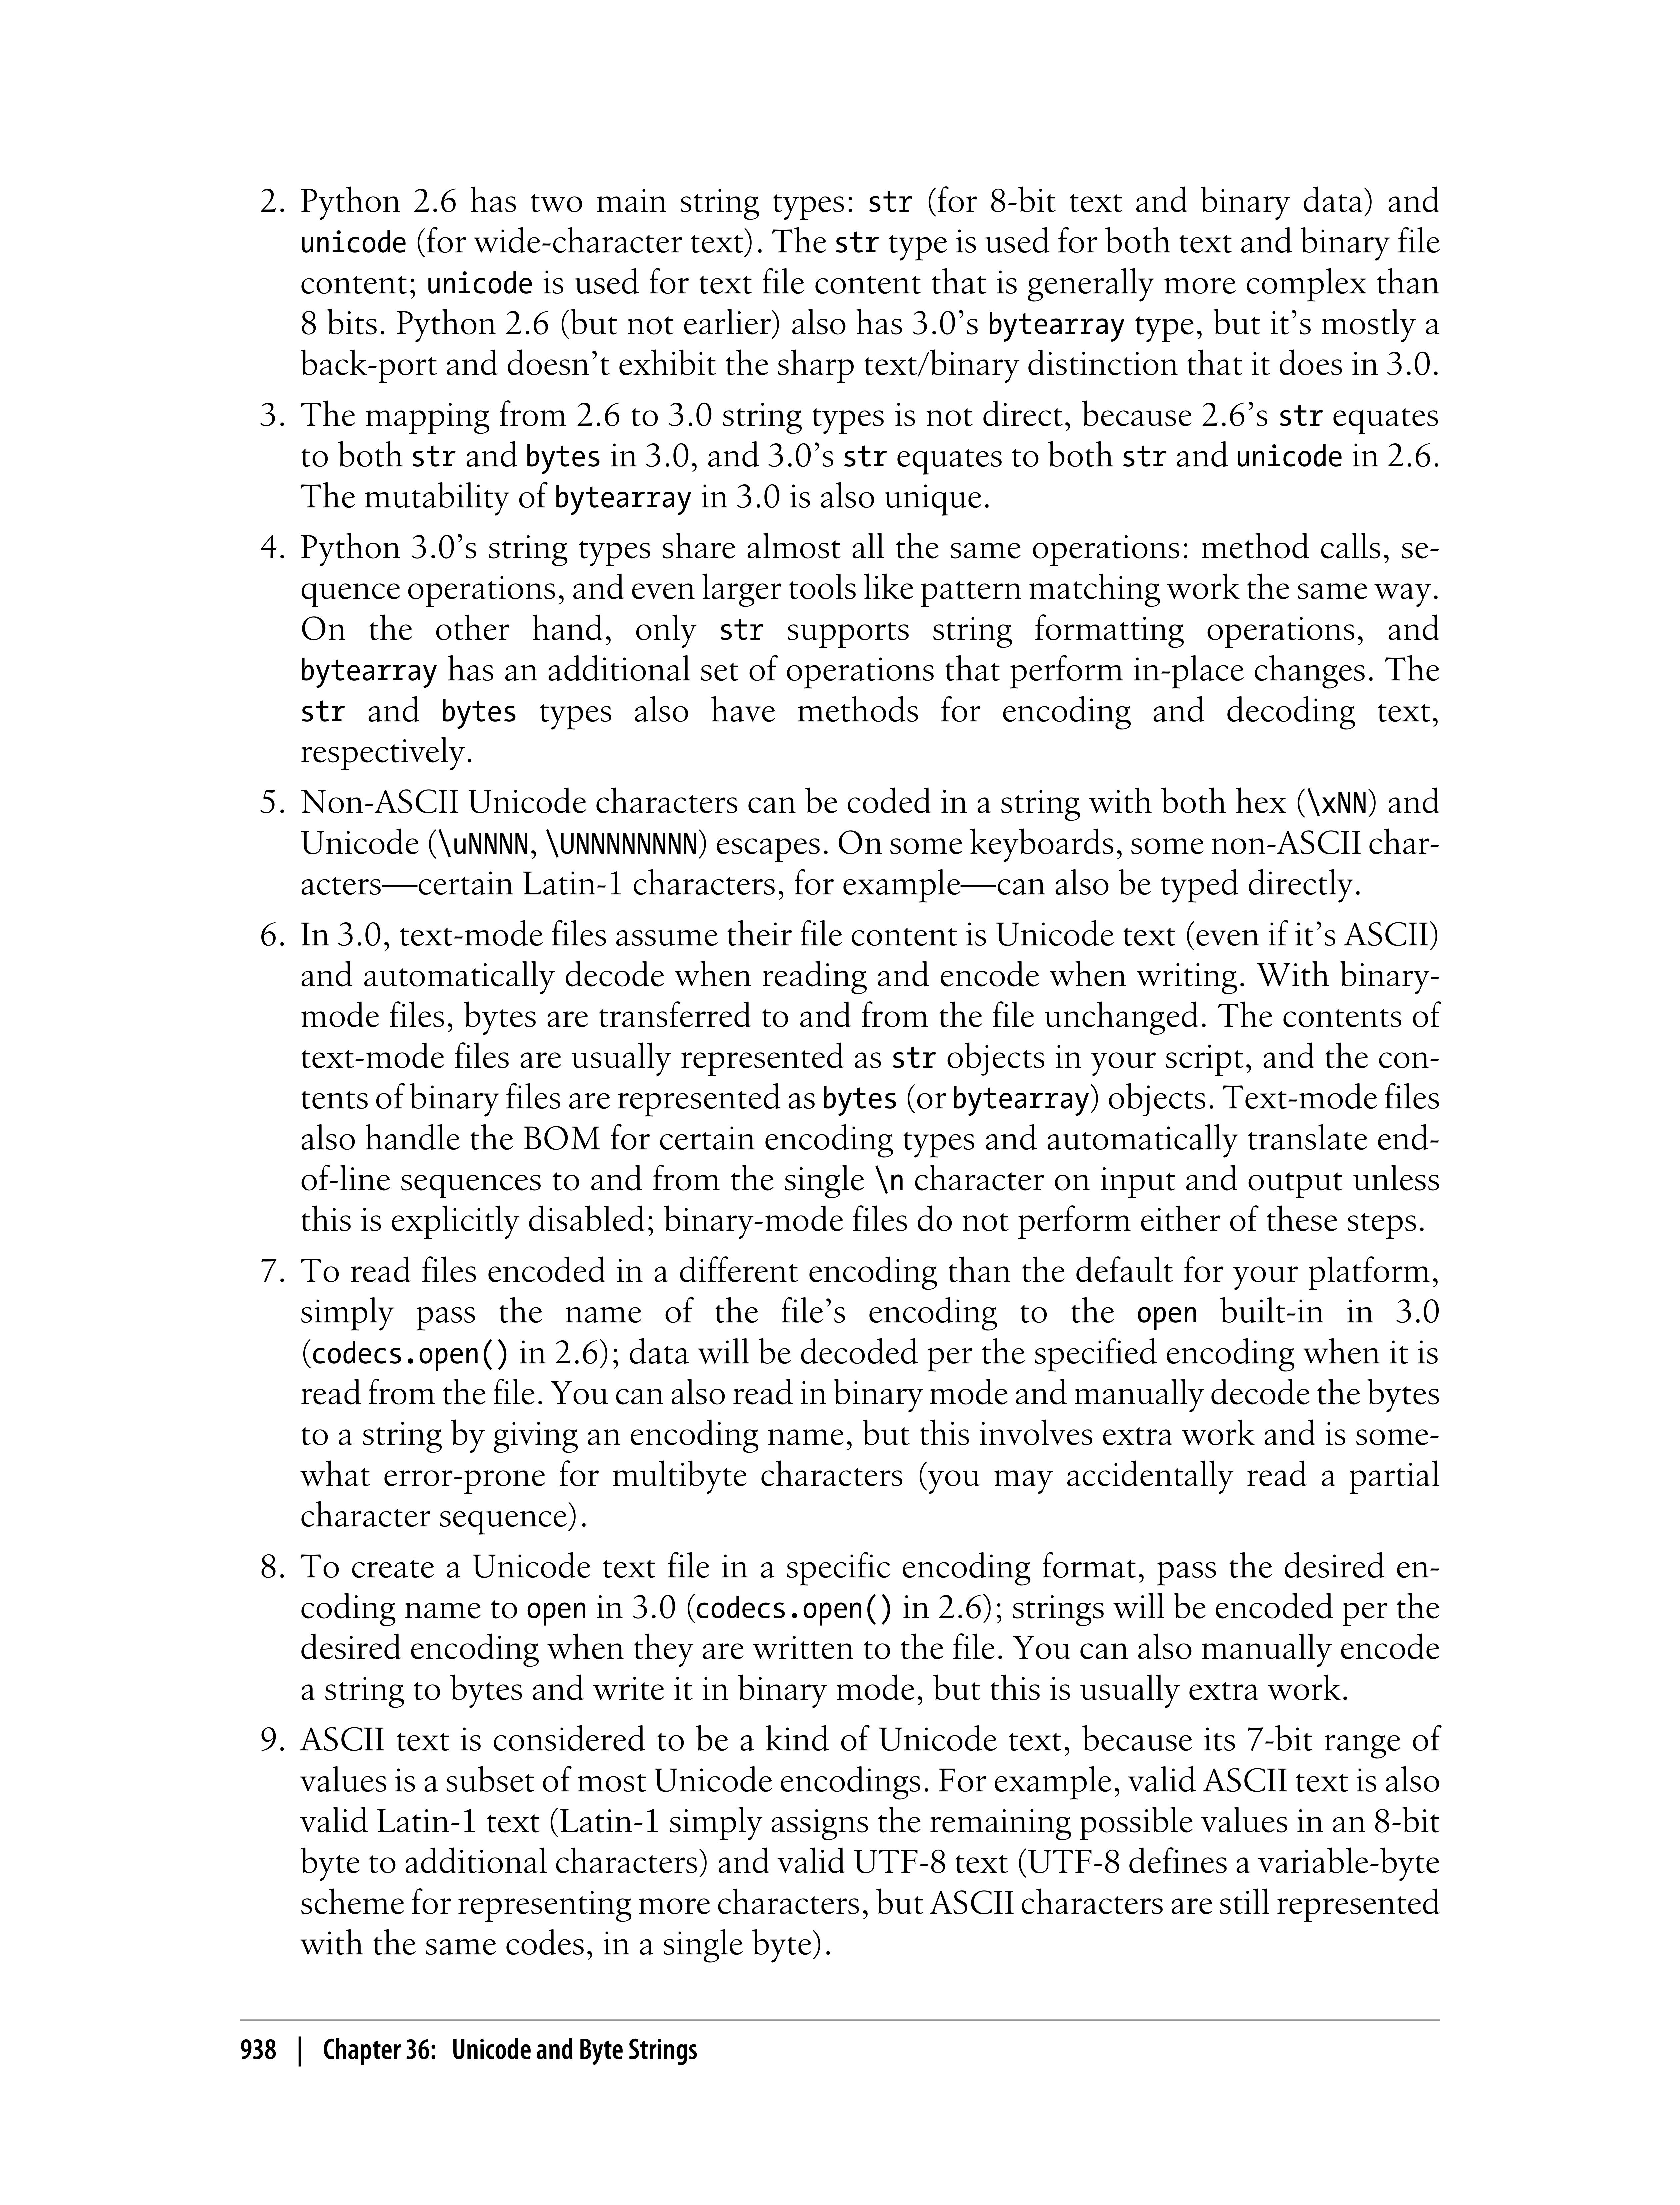 2. Python 2.6 has two main string types: str (for 8-bit text and binary data) and
unicode (for wide-character text). The str type is used for both text and binary file
content; unicode is used for text file content that is generally more complex than
8 bits. Python 2.6 (but not earlier) also has 3.0’s bytearray type, but it’s mostly a
back-port and doesn’t exhibit the sharp text/binary distinction that it does in 3.0.
3. The mapping from 2.6 to 3.0 string types is not direct, because 2.6’s str equates
to both str and bytes in 3.0, and 3.0’s str equates to both str and unicode in 2.6.
The mutability of bytearray in 3.0 is also unique.
4. Python 3.0’s string types share almost all the same operations: method calls, se-
quence operations, and even larger tools like pattern matching work the same way.
On the other hand, only str supports string formatting operations, and
bytearray has an additional set of operations that perform in-place changes. The
str and bytes types also have methods for encoding and decoding text,
respectively.
5. Non-ASCII Unicode characters can be coded in a string with both hex (\xNN) and
Unicode (\uNNNN, \UNNNNNNNN) escapes. On some keyboards, some non-ASCII char-
acters—certain Latin-1 characters, for example—can also be typed directly.
6. In 3.0, text-mode files assume their file content is Unicode text (even if it’s ASCII)
and automatically decode when reading and encode when writing. With binary-
mode files, bytes are transferred to and from the file unchanged. The contents of
text-mode files are usually represented as str objects in your script, and the con-
tents of binary files are represented as bytes (or bytearray) objects. Text-mode files
also handle the BOM for certain encoding types and automatically translate end-
of-line sequences to and from the single \n character on input and output unless
this is explicitly disabled; binary-mode files do not perform either of these steps.
7. To read files encoded in a different encoding than the default for your platform,
simply pass the name of the file’s encoding to the open built-in in 3.0
(codecs.open() in 2.6); data will be decoded per the specified encoding when it is
read from the file. You can also read in binary mode and manually decode the bytes
to a string by giving an encoding name, but this involves extra work and is some-
what error-prone for multibyte characters (you may accidentally read a partial
character sequence).
8. To create a Unicode text file in a specific encoding format, pass the desired en-
coding name to open in 3.0 (codecs.open() in 2.6); strings will be encoded per the
desired encoding when they are written to the file. You can also manually encode
a string to bytes and write it in binary mode, but this is usually extra work.
9. ASCII text is considered to be a kind of Unicode text, because its 7-bit range of
values is a subset of most Unicode encodings. For example, valid ASCII text is also
valid Latin-1 text (Latin-1 simply assigns the remaining possible values in an 8-bit
byte to additional characters) and valid UTF-8 text (UTF-8 defines a variable-byte
scheme for representing more characters, but ASCII characters are still represented
with the same codes, in a single byte).
938 | Chapter 36: Unicode and Byte Strings